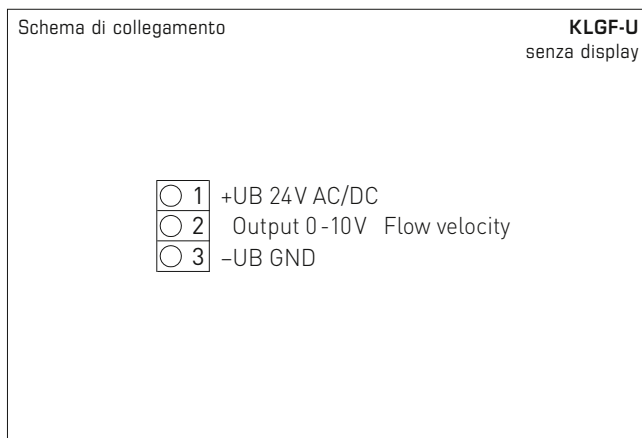 Schema di collegamento
KLGF-U
senza display
1 +UB 24V AC/DC
2 Output 0-10V Flow velocity
3 –UB GND